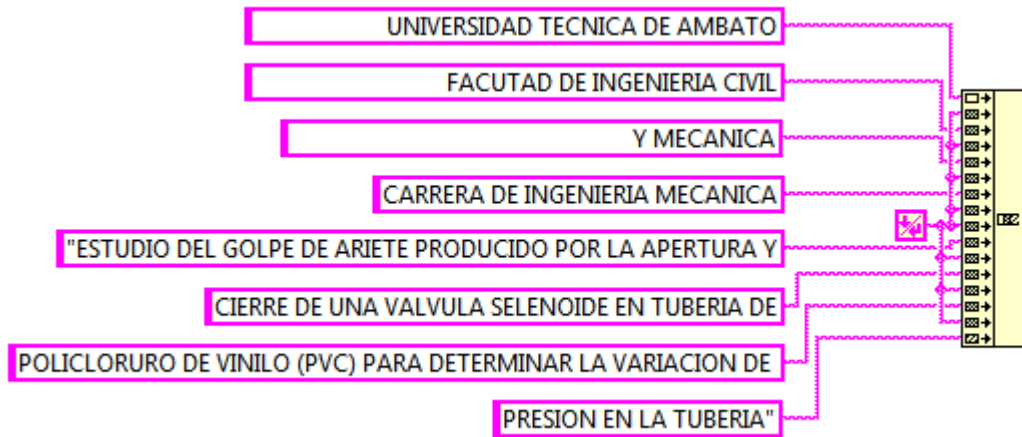 UNIVERSIDAD TECNICA DE AMBATO
FACUTAD DE INGENIERIA CIVIL
Y MECANICA
CARRERA DE INGENIERIA MECANICA
"ESTUDIO DEL GOLPE DE ARIETE PRODUCIDO POR LA APERTURA Y
CIERRE DE UNA VALVULA SELENOIDE EN TUBERIA DE
POLICLORURO DE VINILO (PVC) PARA DETERMINAR LA VARIACION DE
PRESION EN LA TUBERIA"